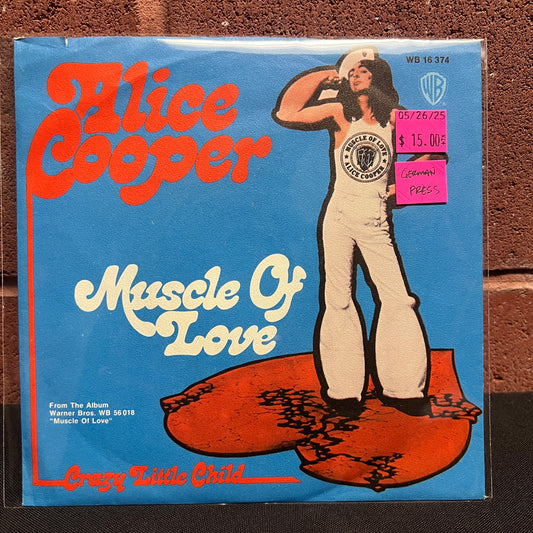 WB 16 374
Alice
Cooper
WB
05/26/25
$ 15.00¢
GERMAN
PRESS
MUSCLE OF LOVE
ALICE COOPER
Muscle Of
Love
From The Album
Warner Bros. WB 56 018
"Muscle Of Love"
Crazy Little Child